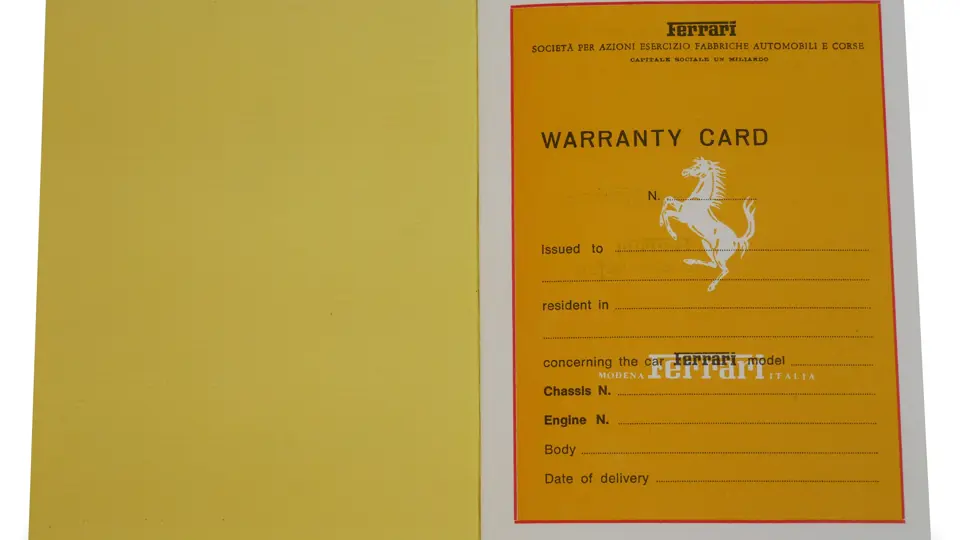 Ferrari
SOCIETÀ PER AZIONI ESERCIZIO FABBRICHE AUTOMOBILI E CORSE
CAPITALE SOCIALE UN MILIARDO
WARRANTY CARD
N.
Issued to
resident in
concerning the car Ferrari model
MODENA Ferrari ITALIA
Chassis N.
Engine N.
Body
Date of delivery